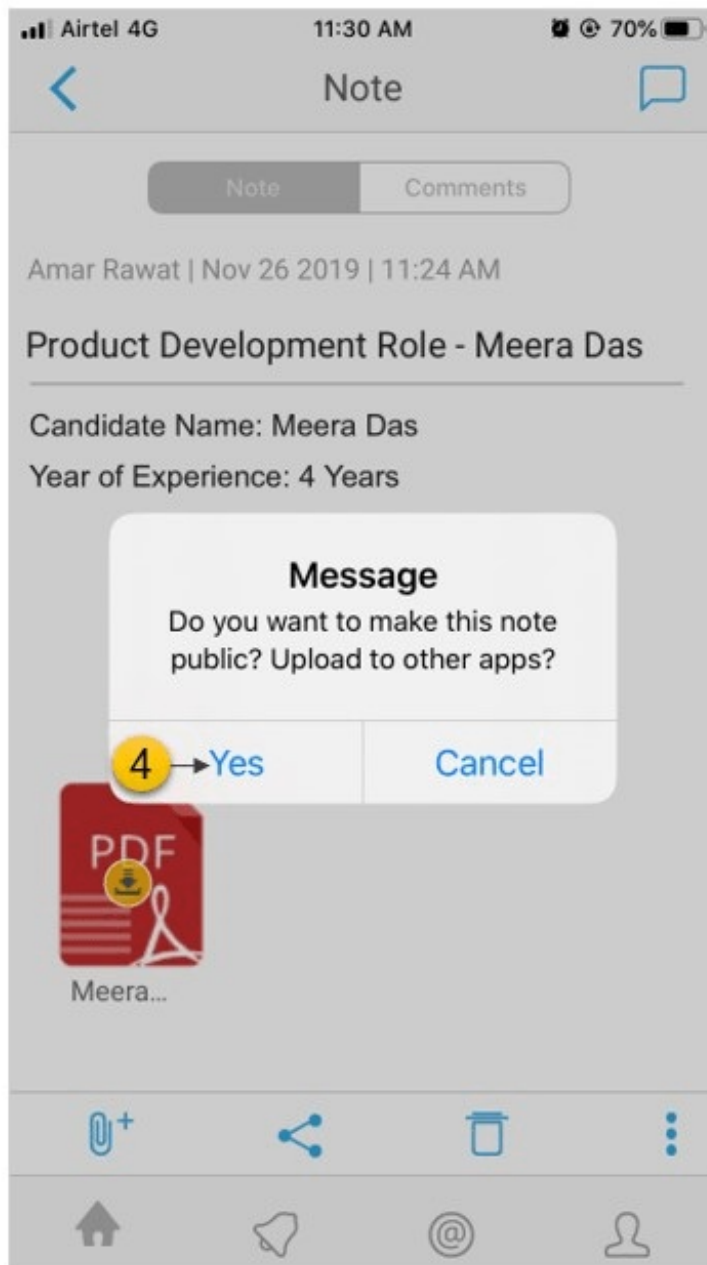 Airtel 4G 11:30 AM 70%
Note
Note Comments
Amar Rawat | Nov 26 2019 | 11:24 AM
Product Development Role - Meera Das
Candidate Name: Meera Das
Year of Experience: 4 Years
Message
Do you want to make this note
public? Upload to other apps?
4 Yes Cancel
PDF
Meera...
@